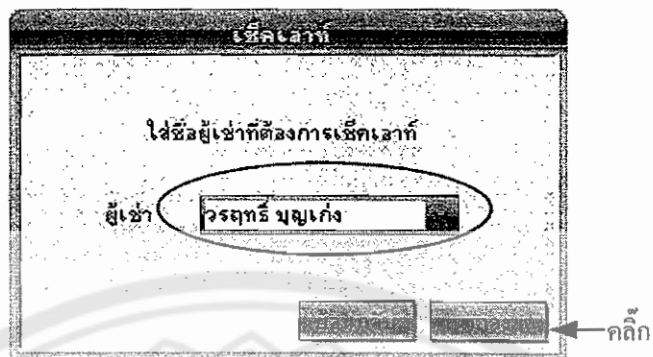 เช็คเอาท์
ใส่ชื่อผู้เช่าที่ต้องการเช็คเอาท์
ผู้เช่า วรฤทธิ์ บุญเก่ง
คลิ๊ก